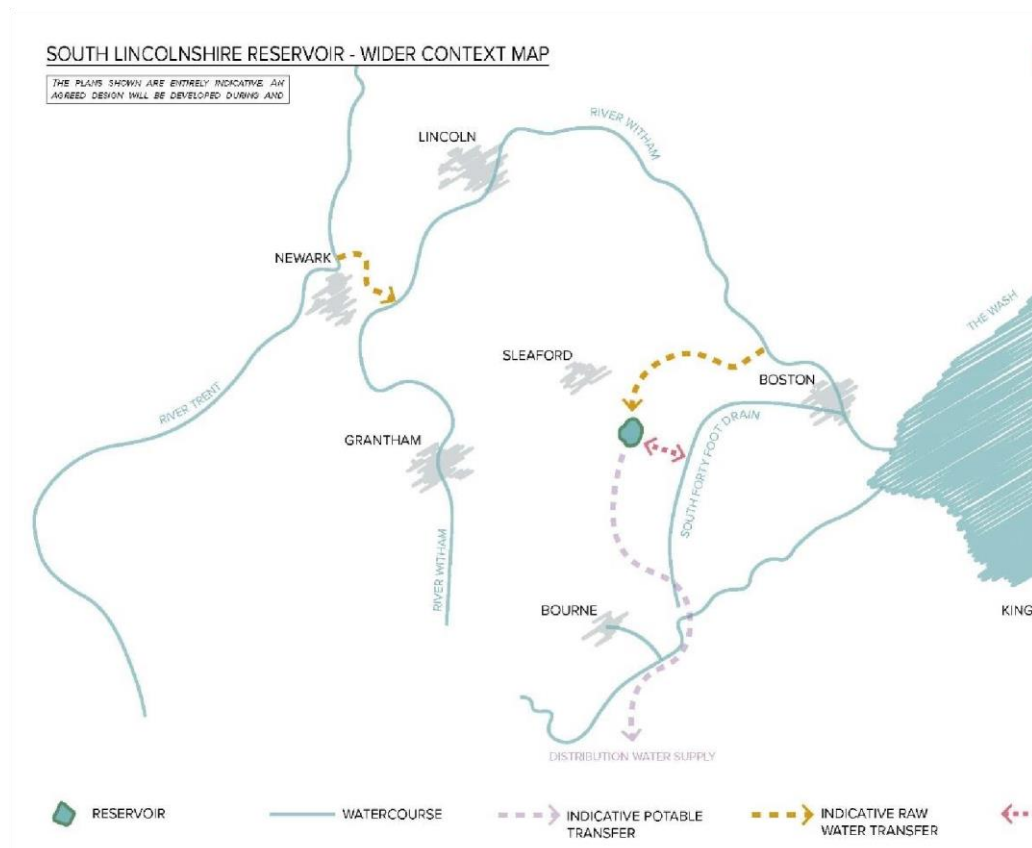 SOUTH LINCOLNSHIRE RESERVOIR - WIDER CONTEXT MAP
THE PLANS SHOWN ARE ENTIRELY INDICATIVE. AN
AGREED DESIGN WILL BE DEVELOPED DURING AND
LINCOLN
RIVER WITHAM
NEWARK
THE WASH
SLEAFORD
BOSTON
RIVER TRENT
GRANTHAM
SOUTH FORTY FOOT DRAIN
RIVER WITHAM
BOURNE
KING
DISTRIBUTION WATER SUPPLY
RESERVOIR
WATERCOURSE
INDICATIVE POTABLE
TRANSFER
INDICATIVE RAW
WATER TRANSFER